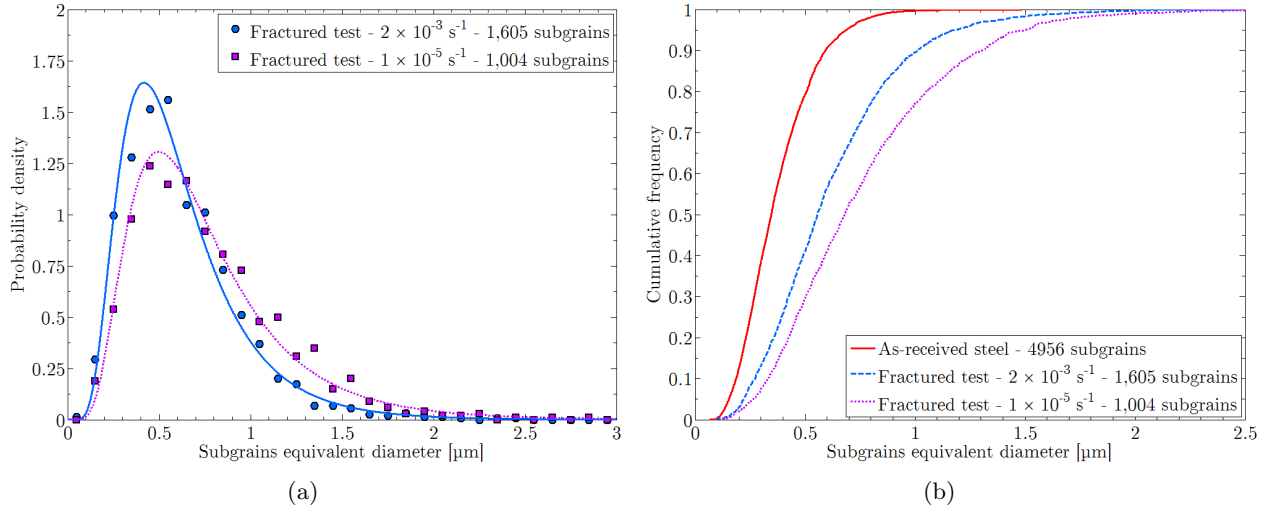 2
1.75
1.5
1.25
1
0.75
0.5
0.25
0
Probability density
Fractured test - 2 × 10⁻³ s⁻¹ - 1,605 subgrains
Fractured test - 1 × 10⁻⁵ s⁻¹ - 1,004 subgrains
0 0.5 1 1.5 2 2.5 3
Subgrains equivalent diameter [µm]
(a)
1
0.9
0.8
0.7
0.6
0.5
0.4
0.3
0.2
0.1
0
Cumulative frequency
As-received steel - 4956 subgrains
Fractured test - 2 × 10⁻³ s⁻¹ - 1,605 subgrains
Fractured test - 1 × 10⁻⁵ s⁻¹ - 1,004 subgrains
0 0.5 1 1.5 2 2.5
Subgrains equivalent diameter [µm]
(b)